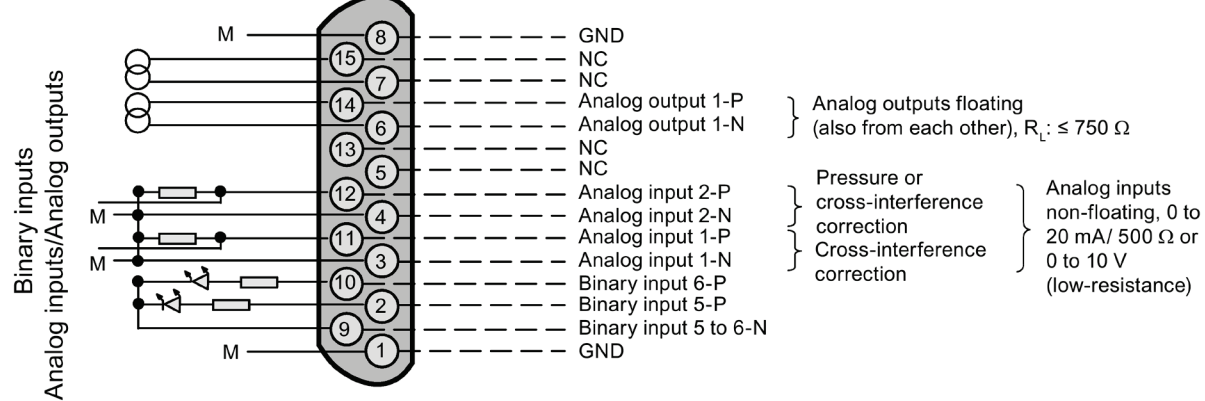 Binary inputs
Analog inputs/Analog outputs
M
8
GND
15
NC
7
NC
14
Analog output 1-P
6
Analog output 1-N
13
NC
5
NC
12
Analog input 2-P
M
4
Analog input 2-N
11
Analog input 1-P
M
3
Analog input 1-N
10
Binary input 6-P
2
Binary input 5-P
9
Binary input 5 to 6-N
M
1
GND
Analog outputs floating
(also from each other), RL: ≤ 750 Ω
Pressure or
cross-interference
correction
Cross-interference
correction
Analog inputs
non-floating, 0 to
20 mA/ 500 Ω or
0 to 10 V
(low-resistance)